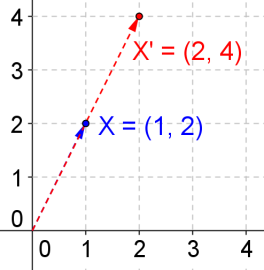 4
X' = (2, 4)
3
2
X = (1, 2)
1
0
0 1 2 3 4